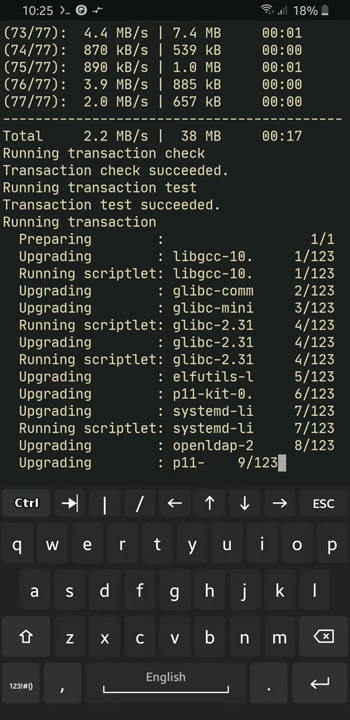 10:25 18%
(73/77): 4.4 MB/s | 7.4 MB 00:01
(74/77): 870 kB/s | 539 kB 00:00
(75/77): 890 kB/s | 1.0 MB 00:01
(76/77): 3.9 MB/s | 885 kB 00:00
(77/77): 2.0 MB/s | 657 kB 00:00
----------------------------------------
Total 2.2 MB/s | 38 MB 00:17
Running transaction check
Transaction check succeeded.
Running transaction test
Transaction test succeeded.
Running transaction
Preparing : 1/1
Upgrading : libgcc-10. 1/123
Running scriptlet: libgcc-10. 1/123
Upgrading : glibc-comm 2/123
Upgrading : glibc-mini 3/123
Running scriptlet: glibc-2.31 4/123
Upgrading : glibc-2.31 4/123
Running scriptlet: glibc-2.31 4/123
Upgrading : elfutils-l 5/123
Upgrading : p11-kit-0. 6/123
Upgrading : systemd-li 7/123
Running scriptlet: systemd-li 7/123
Upgrading : openldap-2 8/123
Upgrading : p11- 9/123
Ctrl | / ← ↑ ↓ → ESC
q w e r t y u i o p
a s d f g h j k l
z x c v b n m
123!#() , English .